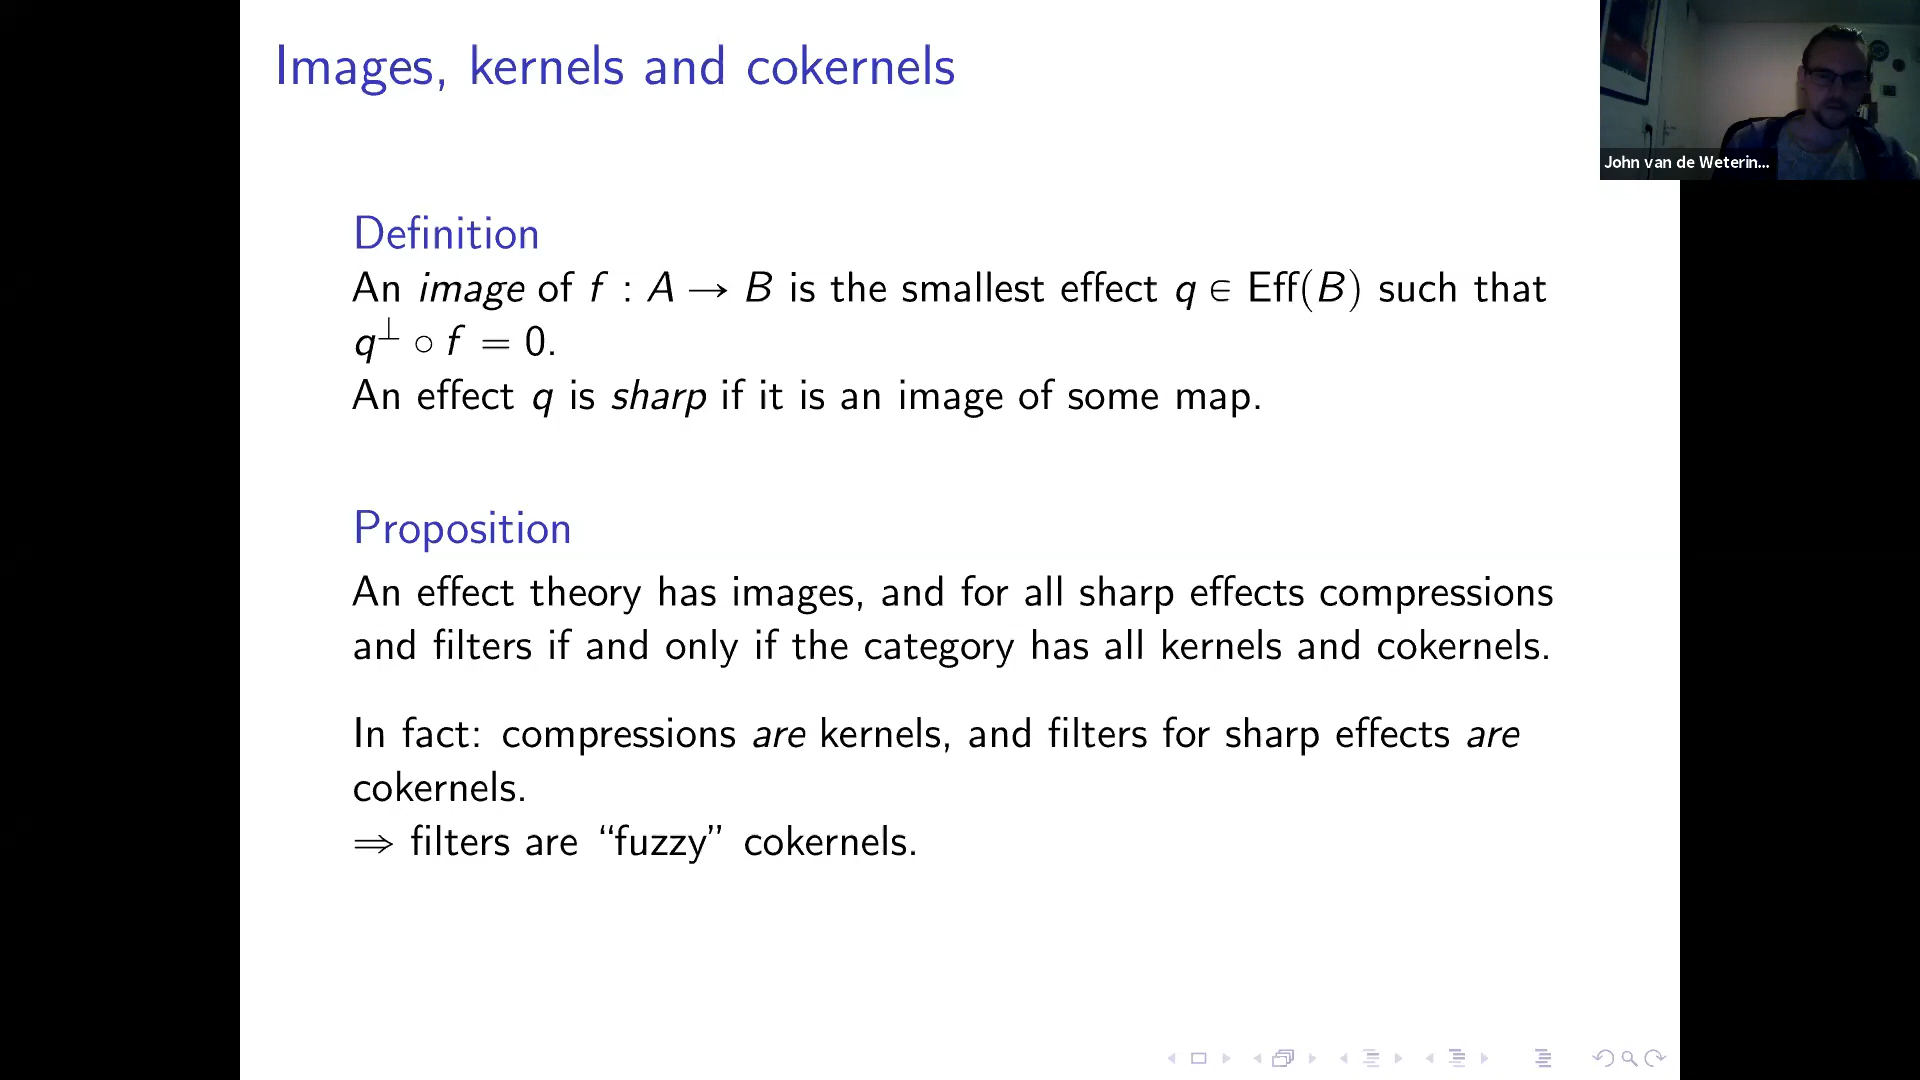 Images, kernels and cokernels
John van de Weterin...
Definition
An image of f : A → B is the smallest effect q ∈ Eff(B) such that
q⊥ ∘ f = 0.
An effect q is sharp if it is an image of some map.
Proposition
An effect theory has images, and for all sharp effects compressions
and filters if and only if the category has all kernels and cokernels.
In fact: compressions are kernels, and filters for sharp effects are
cokernels.
⇒ filters are “fuzzy” cokernels.